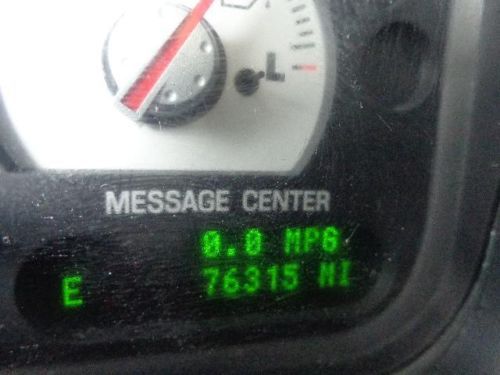 L
MESSAGE CENTER
0.0 MPG
E 76315 MI